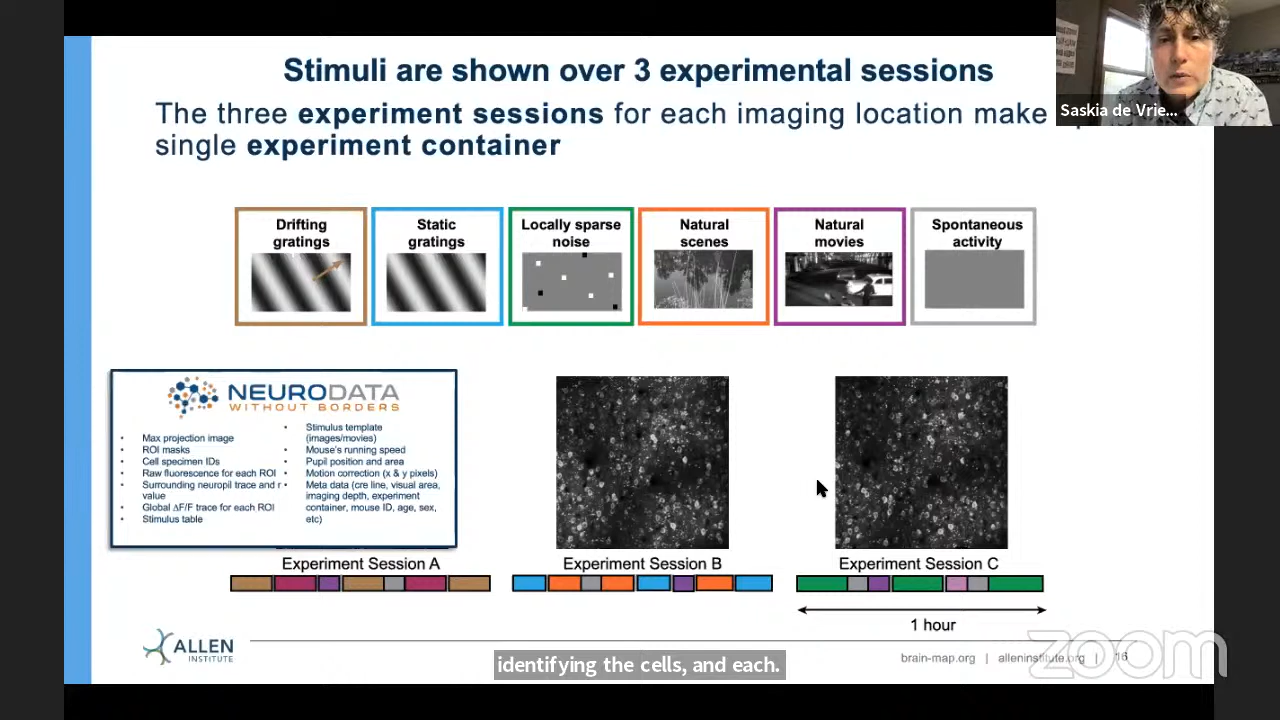 Stimuli are shown over 3 experimental sessions
The three experiment sessions for each imaging location make
single experiment container
Saskia de Vrie...
Drifting
gratings
Static
gratings
Locally sparse
noise
Natural
scenes
Natural
movies
Spontaneous
activity
NEURODATA
WITHOUT BORDERS
• Max projection image
• ROI masks
• Cell specimen IDs
• Raw fluorescence for each ROI
• Surrounding neuropil trace and r
value
• Global ΔF/F trace for each ROI
• Stimulus table
• Stimulus template
(images/movies)
• Mouse's running speed
• Pupil position and area
• Motion correction (x & y pixels)
• Meta data (cre line, visual area,
imaging depth, experiment
container, mouse ID, age, sex,
etc)
Experiment Session A
Experiment Session B
Experiment Session C
1 hour
ALLEN
INSTITUTE
brain-map.org | alleninstitute.org | 16
zoom
identifying the cells, and each.